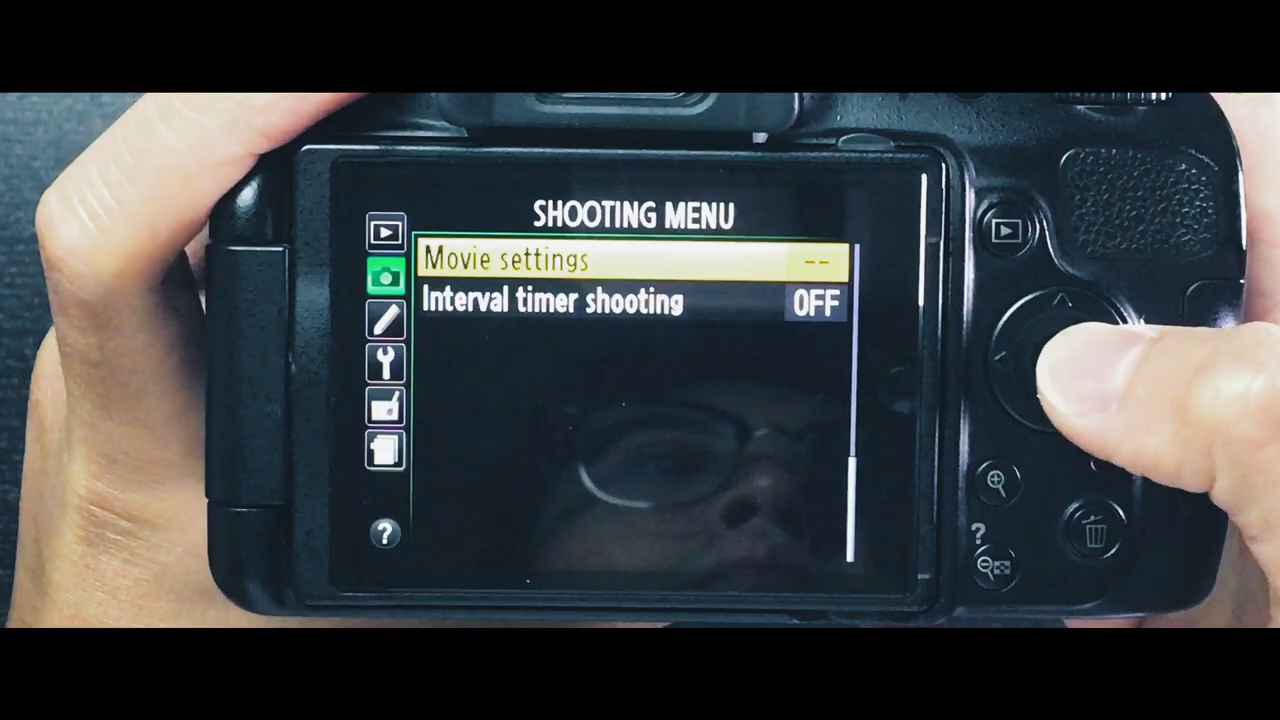 SHOOTING MENU
Movie settings --
Interval timer shooting OFF
?
?